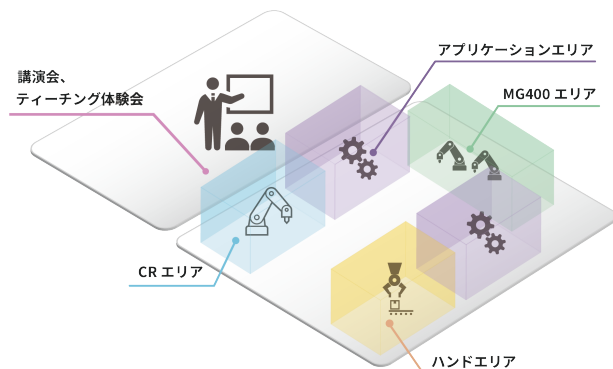 アプリケーションエリア
講演会、
ティーチング体験会
MG400 エリア
CR エリア
ハンドエリア